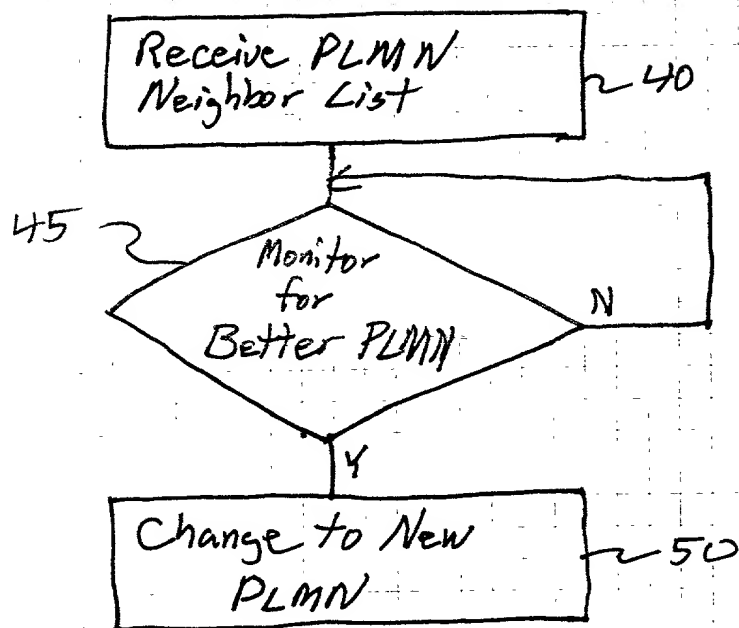 Receive PLMN
Neighbor List
40
45
Monitor
for
Better PLMN
N
Y
Change to New
PLMN
50